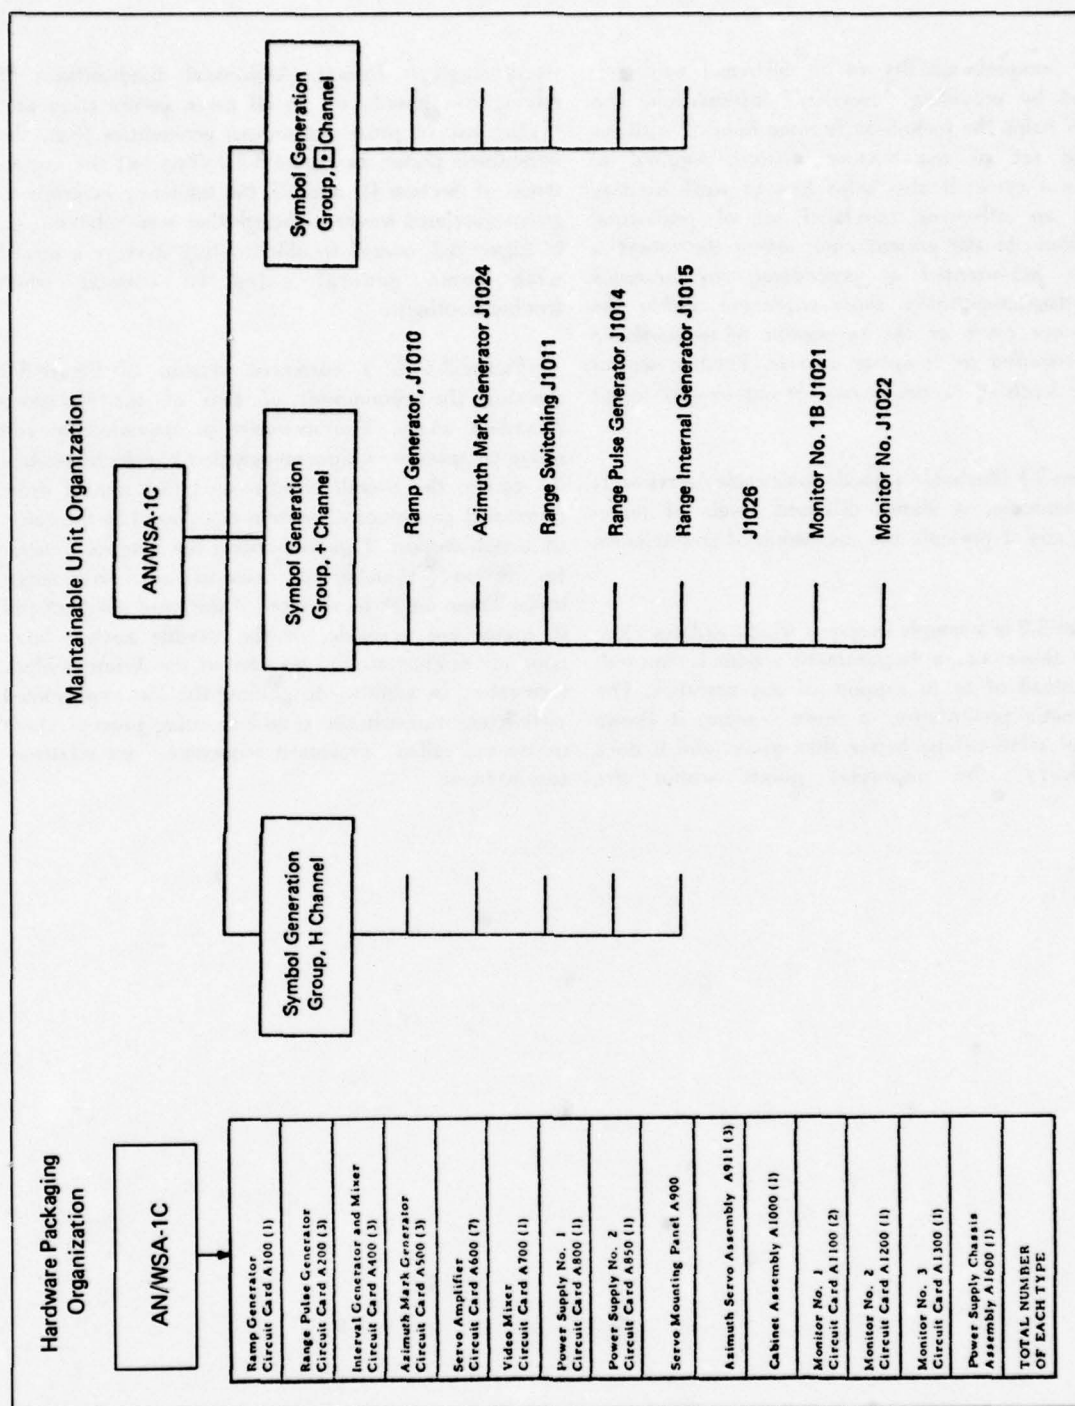 Hardware Packaging
Organization
AN/WSA-1C
Ramp Generator
Circuit Card A100 (1)
Range Pulse Generator
Circuit Card A200 (3)
Interval Generator and Mixer
Circuit Card A400 (3)
Azimuth Mark Generator
Circuit Card A500 (3)
Servo Amplifier
Circuit Card A600 (7)
Video Mixer
Circuit Card A700 (1)
Power Supply No. 1
Circuit Card A800 (1)
Power Supply No. 2
Circuit Card A850 (1)
Servo Mounting Panel A900
Azimuth Servo Assembly A911 (3)
Cabinet Assembly A1000 (1)
Monitor No. 1
Circuit Card A1100 (2)
Monitor No. 2
Circuit Card A1200 (1)
Monitor No. 3
Circuit Card A1300 (1)
Power Supply Chassis
Assembly A1600 (1)
TOTAL NUMBER
OF EACH TYPE
Maintainable Unit Organization
AN/WSA-1C
Symbol Generation
Group, H Channel
Symbol Generation
Group, + Channel
Ramp Generator, J1010
Azimuth Mark Generator J1024
Range Switching J1011
Range Pulse Generator J1014
Range Internal Generator J1015
J1026
Monitor No. 1B J1021
Monitor No. J1022
Symbol Generation
Group, ⊡ Channel